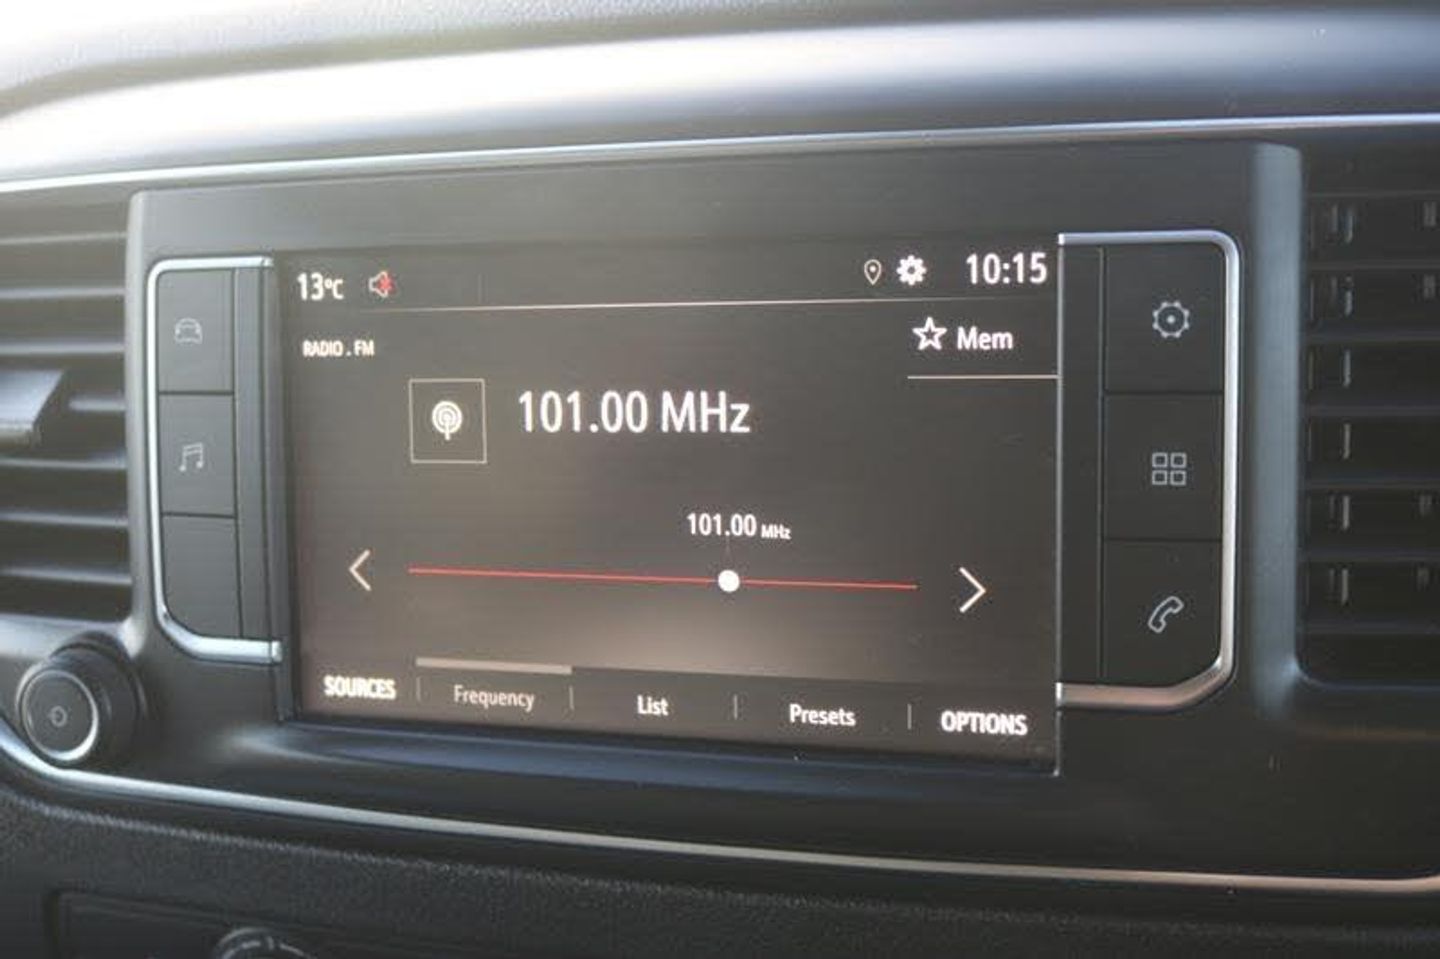 13°C
10:15
RADIO . FM
Mem
101.00 MHz
101.00 MHz
SOURCES
Frequency
List
Presets
OPTIONS